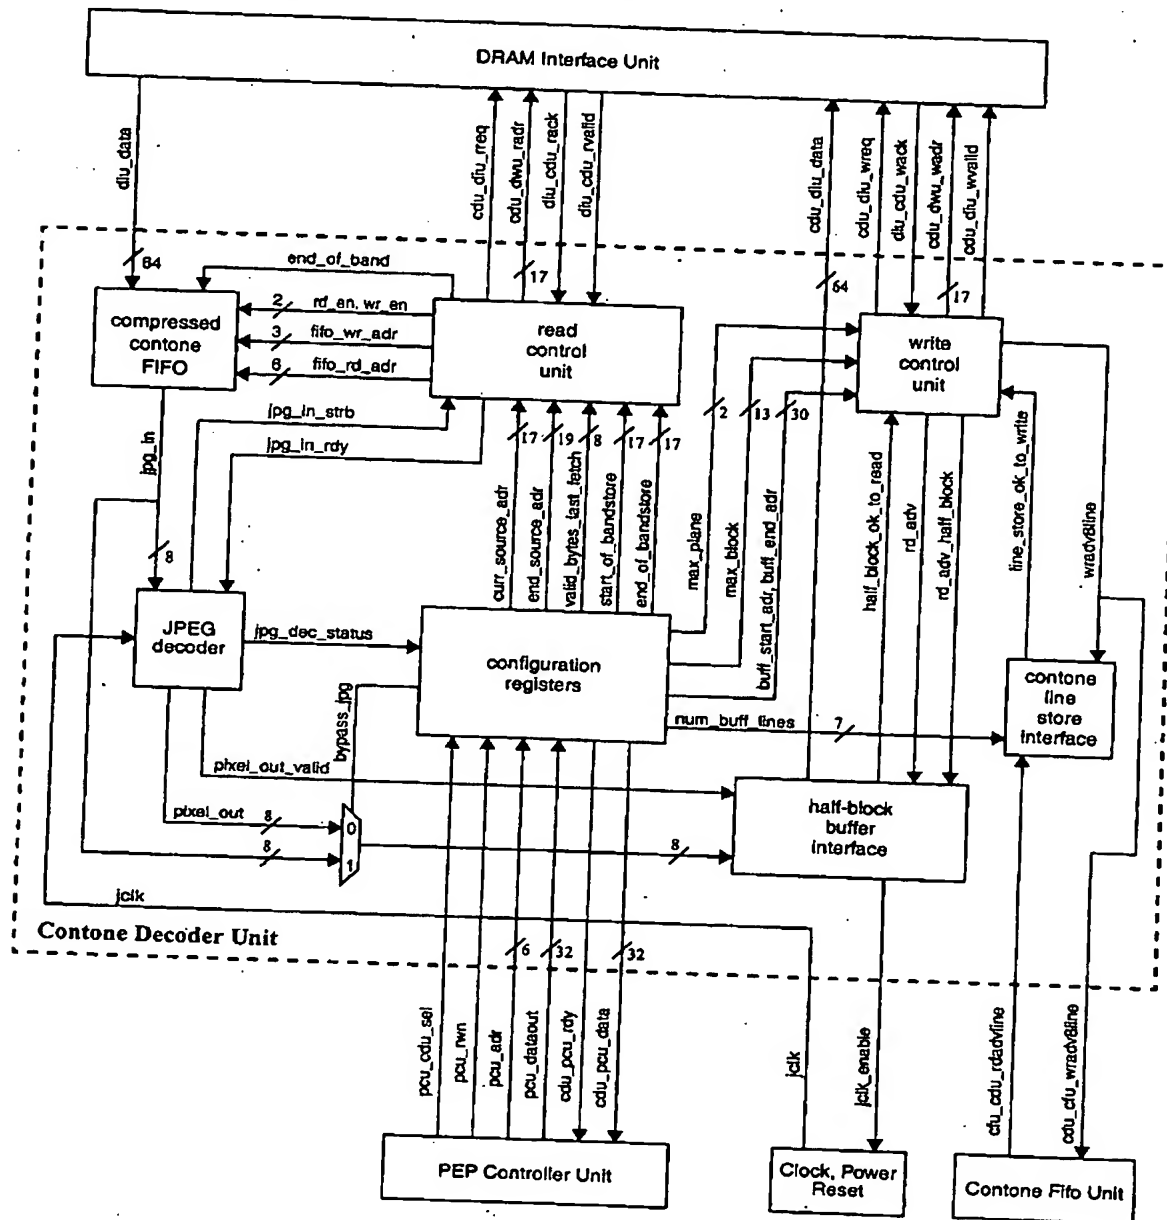 DRAM Interface Unit
diu_data
cdu_diu_rreq
cdu_dwu_radr
diu_cdu_rack
diu_cdu_rvalid
cdu_diu_data
cdu_diu_wreq
diu_cdu_wack
cdu_dwu_wadr
cdu_diu_wvalid
64
end_of_band
17
64
17
compressed
contone
FIFO
2
rd_en, wr_en
3
fifo_wr_adr
6
fifo_rd_adr
read
control
unit
write
control
unit
2
13
30
jpg_in
jpg_in_strb
jpg_in_rdy
17
19
8
17
17
curr_source_adr
end_source_adr
valid_bytes_last_fetch
start_of_bandstore
end_of_bandstore
max_plane
max_block
buff_start_adr, buff_end_adr
half_block_ok_to_read
rd_adv
rd_adv_half_block
line_store_ok_to_write
wradv8line
8
JPEG
decoder
jpg_dec_status
configuration
registers
contone
line
store
interface
bypass_jpg
num_buff_lines
7
pixel_out_valid
pixel_out
8
0
8
1
8
half-block
buffer
interface
jclk
Contone Decoder Unit
6
32
32
pcu_cdu_sel
pcu_rwn
pcu_adr
pcu_dataout
cdu_pcu_rdy
cdu_pcu_data
jclk
jclk_enable
cfu_cdu_rdadvline
cdu_cfu_wradv8line
PEP Controller Unit
Clock, Power
Reset
Contone Fifo Unit